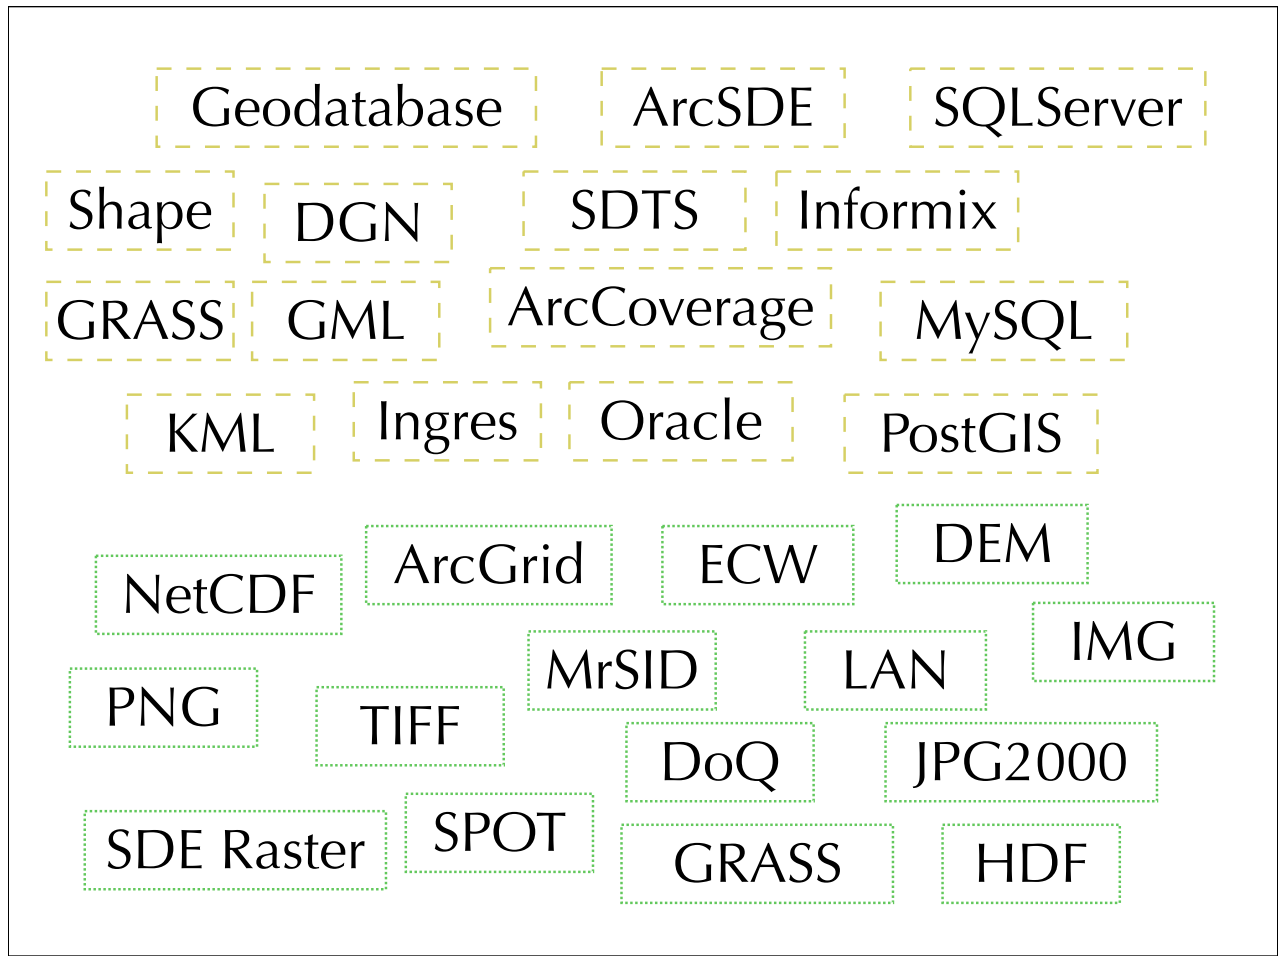 Geodatabase
ArcSDE
SQLServer
Shape
DGN
SDTS
Informix
GRASS
GML
ArcCoverage
MySQL
KML
Ingres
Oracle
PostGIS
NetCDF
ArcGrid
ECW
DEM
PNG
TIFF
MrSID
LAN
IMG
DoQ
JPG2000
SDE Raster
SPOT
GRASS
HDF